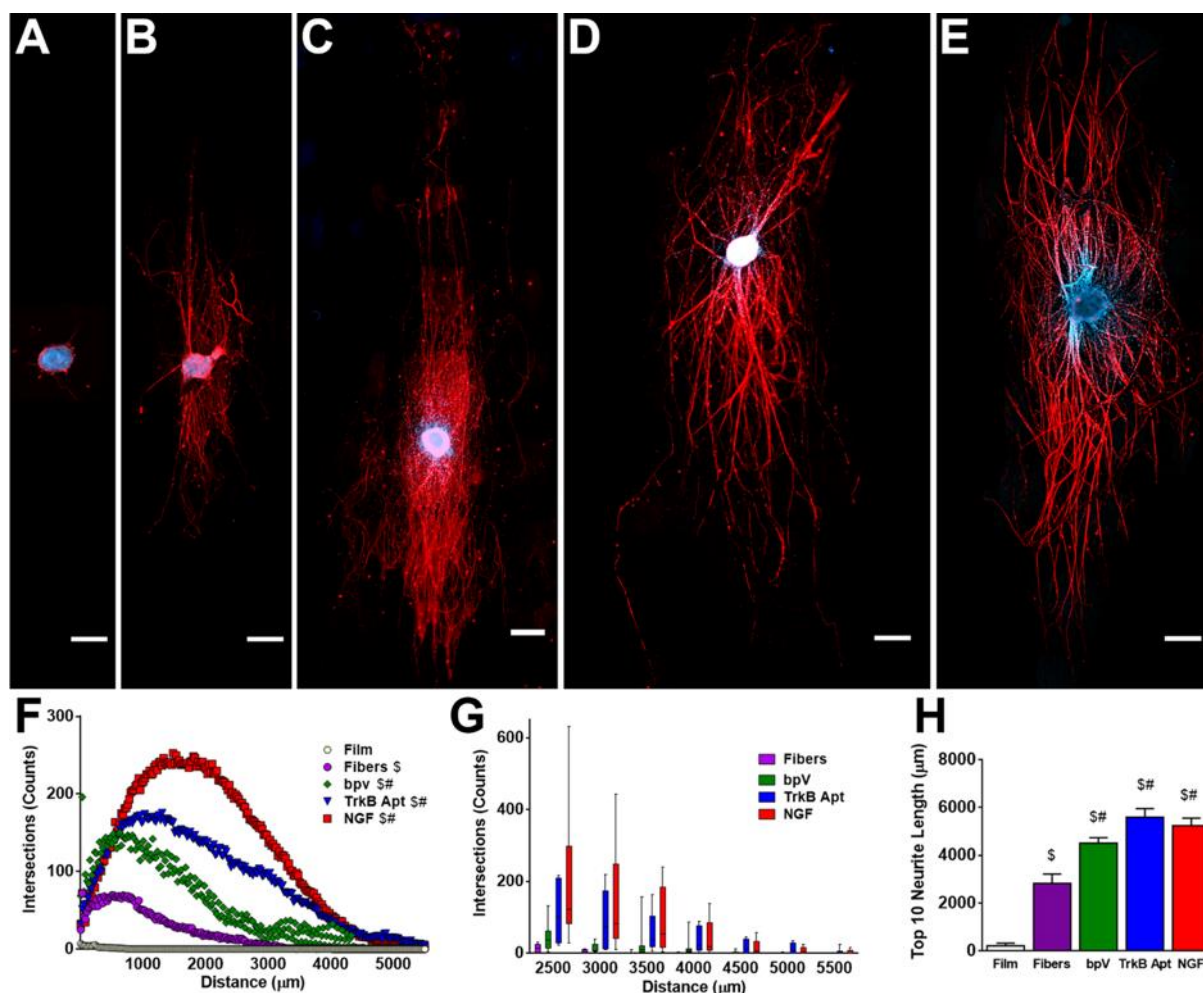 A B C D E
F
300
200
100
0
Intersections (Counts)
1000 2000 3000 4000 5000
Distance (μm)
Film
Fibers $
bpv $#
TrkB Apt $#
NGF $#
G
600
400
200
0
Intersections (Counts)
2500 3000 3500 4000 4500 5000 5500
Distance (μm)
Fibers
bpV
TrkB Apt
NGF
H
8000
6000
4000
2000
0
Top 10 Neurite Length (μm)
$ $# $# $#
Film Fibers bpV TrkB Apt NGF